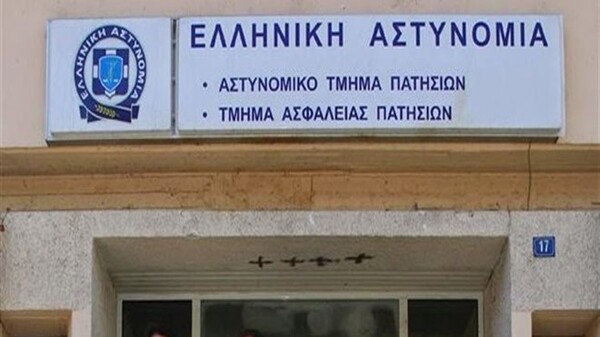 ΕΛΛΗΝΙΚΗ ΑΣΤΥΝΟΜΙΑ
ΕΛΛΗΝΙΚΗ ΑΣΤΥΝΟΜΙΑ
• ΑΣΤΥΝΟΜΙΚΟ ΤΜΗΜΑ ΠΑΤΗΣΙΩΝ
• ΤΜΗΜΑ ΑΣΦΑΛΕΙΑΣ ΠΑΤΗΣΙΩΝ
17